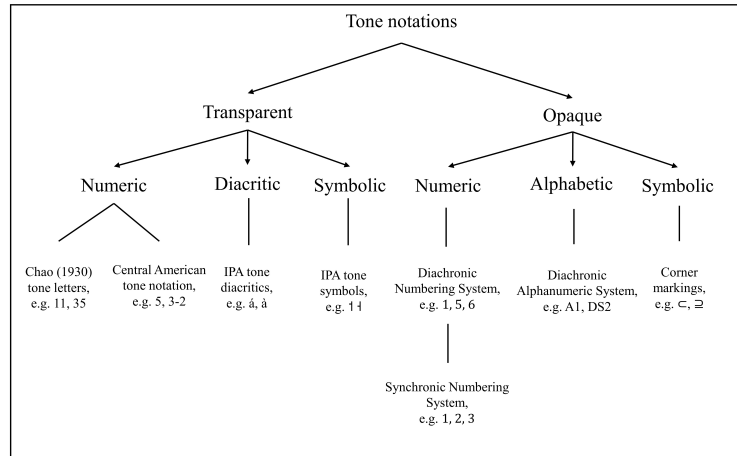 Tone notations
Transparent
Opaque
Numeric
Diacritic
Symbolic
Numeric
Alphabetic
Symbolic
Chao (1930)
tone letters,
e.g. 11, 35
Central American
tone notation,
e.g. 5, 3-2
IPA tone
diacritics,
e.g. á, à
IPA tone
symbols,
e.g. ˥ ˧
Diachronic
Numbering System,
e.g. 1, 5, 6
Diachronic
Alphanumeric System,
e.g. A1, DS2
Corner
markings,
e.g. ⊂, ⊇
Synchronic Numbering
System,
e.g. 1, 2, 3